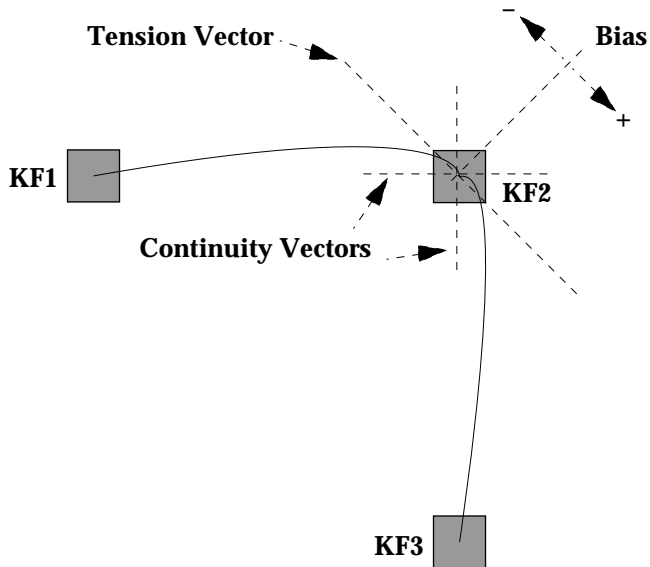 Tension Vector
−
Bias
+
KF1
KF2
Continuity Vectors
KF3